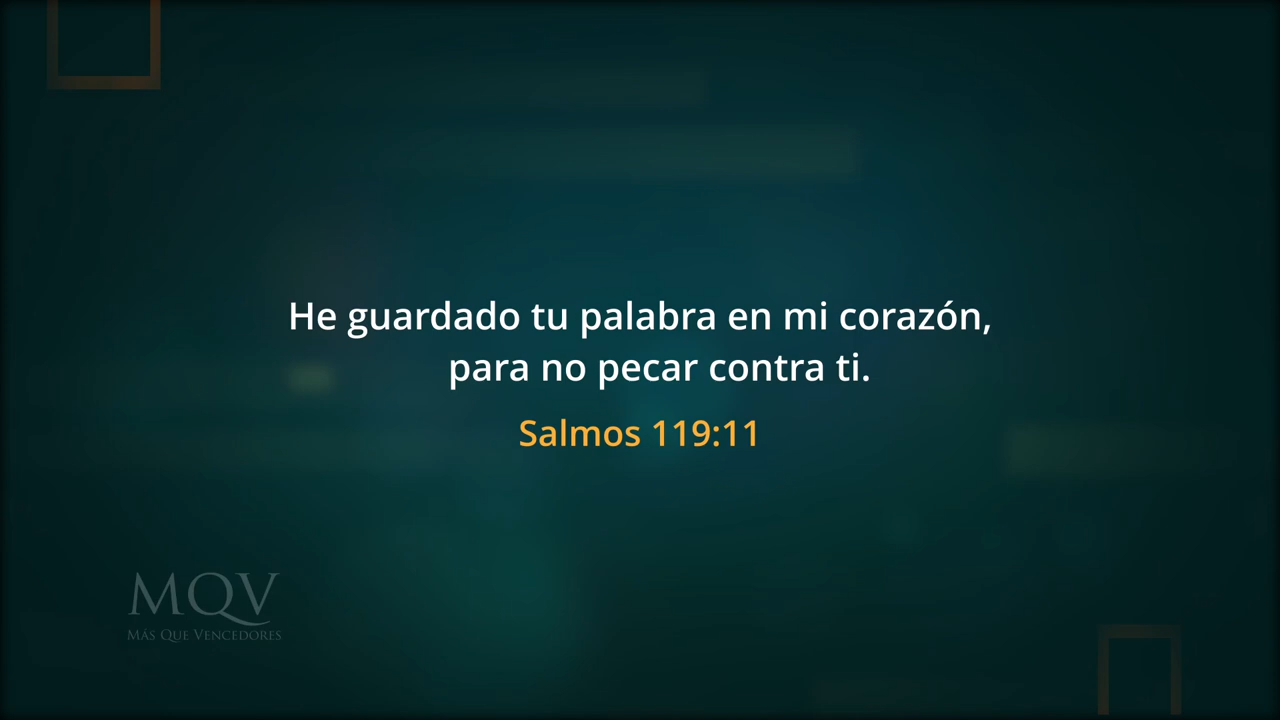 He guardado tu palabra en mi corazón,
para no pecar contra ti.
Salmos 119:11
MQV
MÁS QUE VENCEDORES